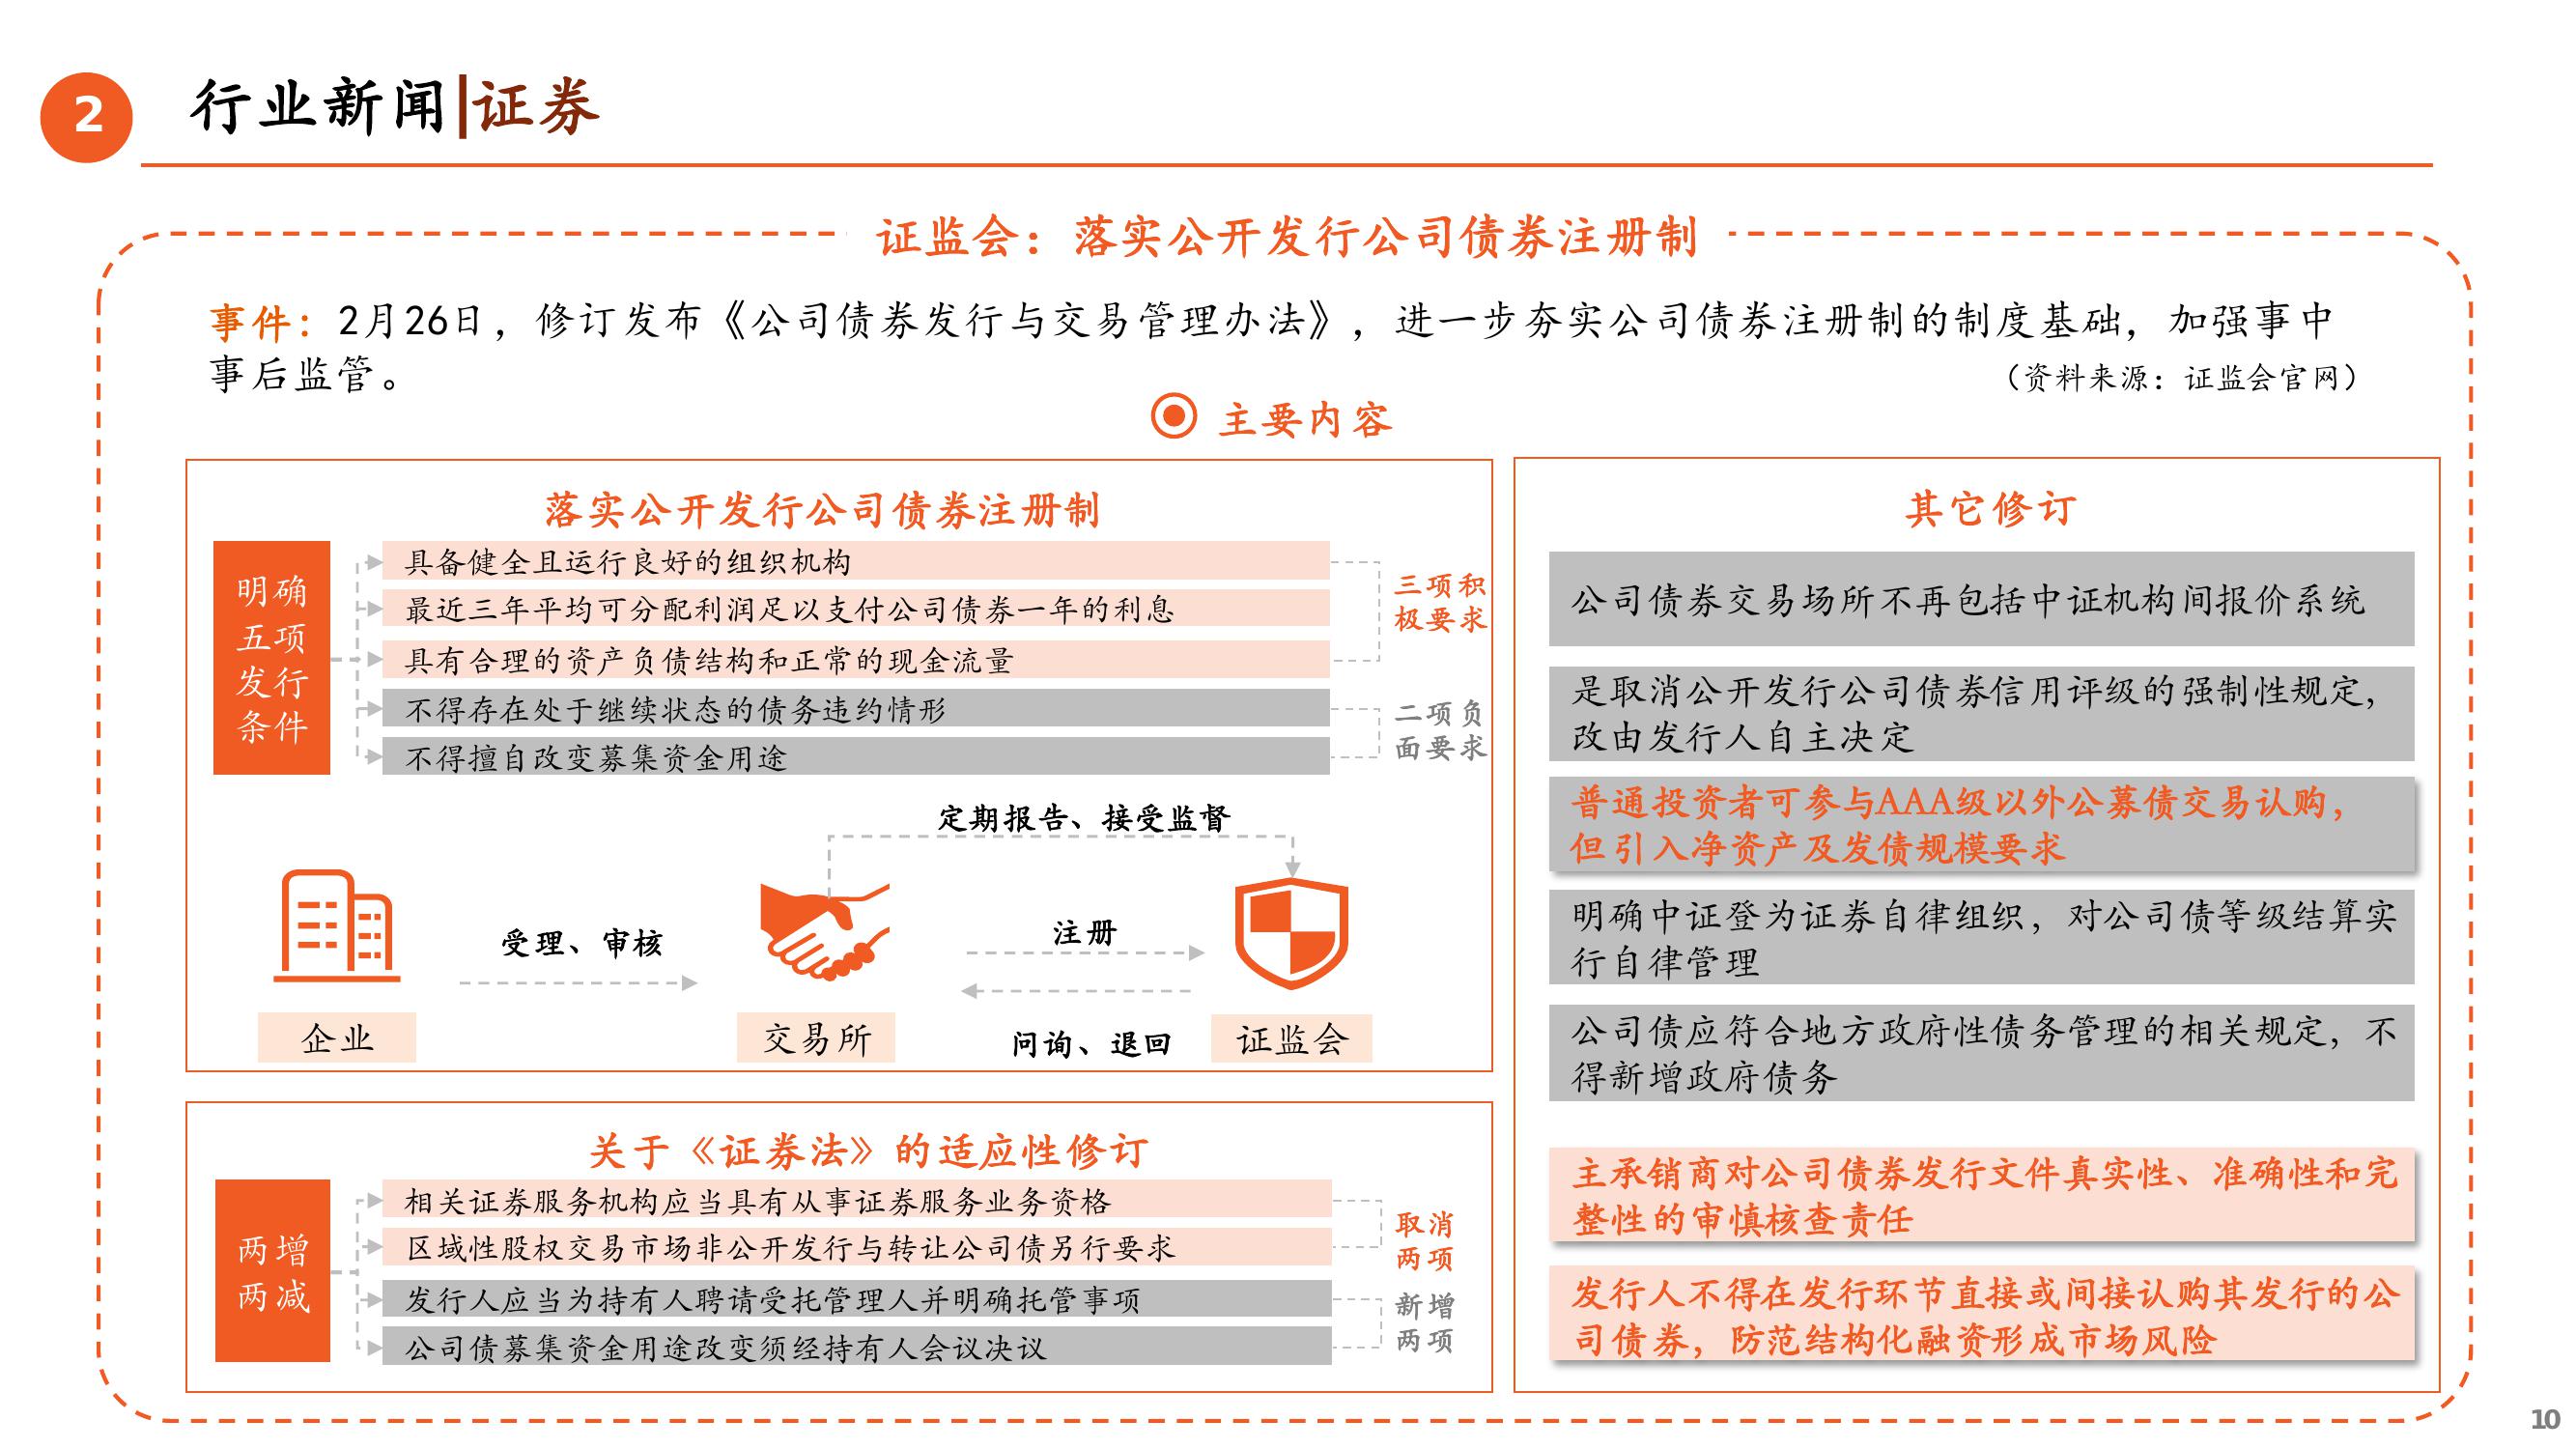 2
行业新闻|证券
证监会：落实公开发行公司债券注册制
事件：2月26日，修订发布《公司债券发行与交易管理办法》，进一步夯实公司债券注册制的制度基础，加强事中
事后监管。
（资料来源：证监会官网）
主要内容
落实公开发行公司债券注册制
明确
五项
发行
条件
具备健全且运行良好的组织机构
最近三年平均可分配利润足以支付公司债券一年的利息
具有合理的资产负债结构和正常的现金流量
不得存在处于继续状态的债务违约情形
不得擅自改变募集资金用途
三项积
极要求
二项负
面要求
定期报告、接受监督
受理、审核
注册
问询、退回
企业
交易所
证监会
关于《证券法》的适应性修订
两增
两减
相关证券服务机构应当具有从事证券服务业务资格
区域性股权交易市场非公开发行与转让公司债另行要求
发行人应当为持有人聘请受托管理人并明确托管事项
公司债募集资金用途改变须经持有人会议决议
取消
两项
新增
两项
其它修订
公司债券交易场所不再包括中证机构间报价系统
是取消公开发行公司债券信用评级的强制性规定，
改由发行人自主决定
普通投资者可参与AAA级以外公募债交易认购，
但引入净资产及发债规模要求
明确中证登为证券自律组织，对公司债等级结算实
行自律管理
公司债应符合地方政府性债务管理的相关规定，不
得新增政府债务
主承销商对公司债券发行文件真实性、准确性和完
整性的审慎核查责任
发行人不得在发行环节直接或间接认购其发行的公
司债券，防范结构化融资形成市场风险
10